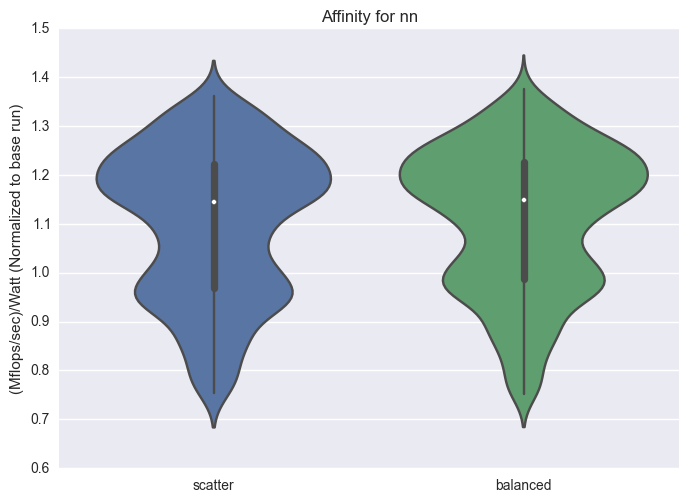 Affinity for nn
(Mflops/sec)/Watt (Normalized to base run)
1.5
1.4
1.3
1.2
1.1
1.0
0.9
0.8
0.7
0.6
scatter
balanced